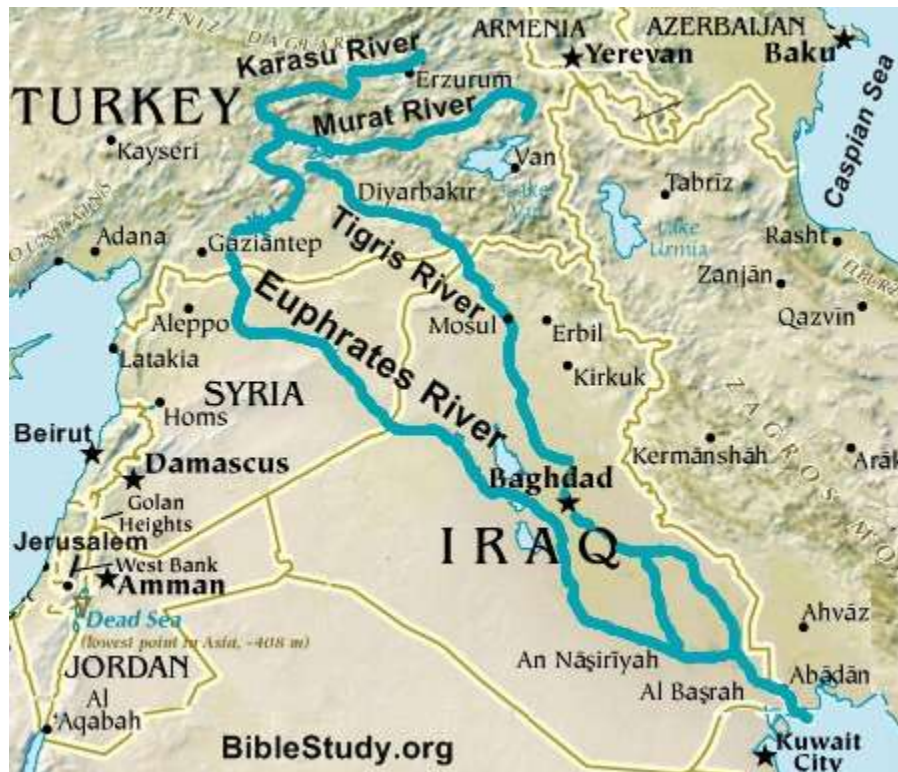 DENIZ
ARMENIA
AZERBAIJAN
Karasu River
Yerevan
Baku
Erzurum
TURKEY
Murat River
Caspian Sea
Kayseri
Van
Lake
Diyarbakır
Tabrīz
Lake
Urmia
Adana
Gaziantep
Tigris River
Rasht
Zanjān
Euphrates River
Qazvīn
Aleppo
Mosul
Erbil
Latakia
Kirkuk
SYRIA
ZAGROS
Homs
Beirut
Kermānshāh
Arāk
Damascus
Baghdad
Golan
Heights
Jerusalem
IRAQ
West Bank
Amman
Dead Sea
(lowest point in Asia, -408 m)
Ahvāz
An Nāşirīyah
JORDAN
Abādān
Al Başrah
Al
'Aqabah
BibleStudy.org
Kuwait
City